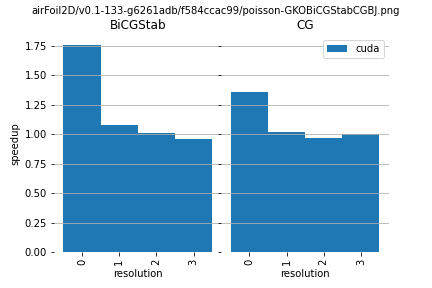 airFoil2D/v0.1-133-g6261adb/f584ccac99/poisson-GKOBiCGStabCGBJ.png
BiCGStab
CG
cuda
speedup
1.75
1.50
1.25
1.00
0.75
0.50
0.25
0.00
0
1
2
3
0
1
2
3
resolution
resolution